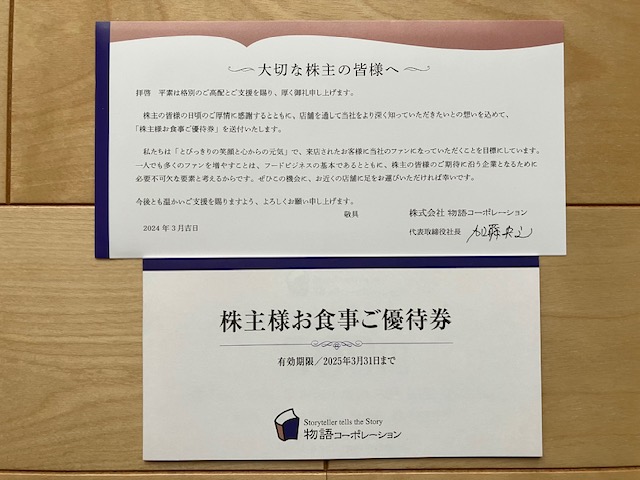 大切な株主の皆様へ
拝啓　平素は格別のご高配とご支援を賜り、厚く御礼申し上げます。
株主の皆様の日頃のご厚情に感謝するとともに、店舗を通して当社をより深く知っていただきたいとの想いを込めて、
「株主様お食事ご優待券」を送付いたします。
私たちは「とびっきりの笑顔と心からの元気」で、来店されたお客様に当社のファンになっていただくことを目標にしています。
一人でも多くのファンを増やすことは、フードビジネスの基本であるとともに、株主の皆様のご期待に沿う企業となるために
必要不可欠な要素と考えるからです。ぜひこの機会に、お近くの店舗に足をお運びいただければ幸いです。
今後とも温かいご支援を賜りますよう、よろしくお願い申し上げます。
敬具
2024年3月吉日
株式会社 物語コーポレーション
代表取締役社長 加藤央之
株主様お食事ご優待券
有効期限/2025年3月31日まで
Storyteller tells the Story
物語コーポレーション